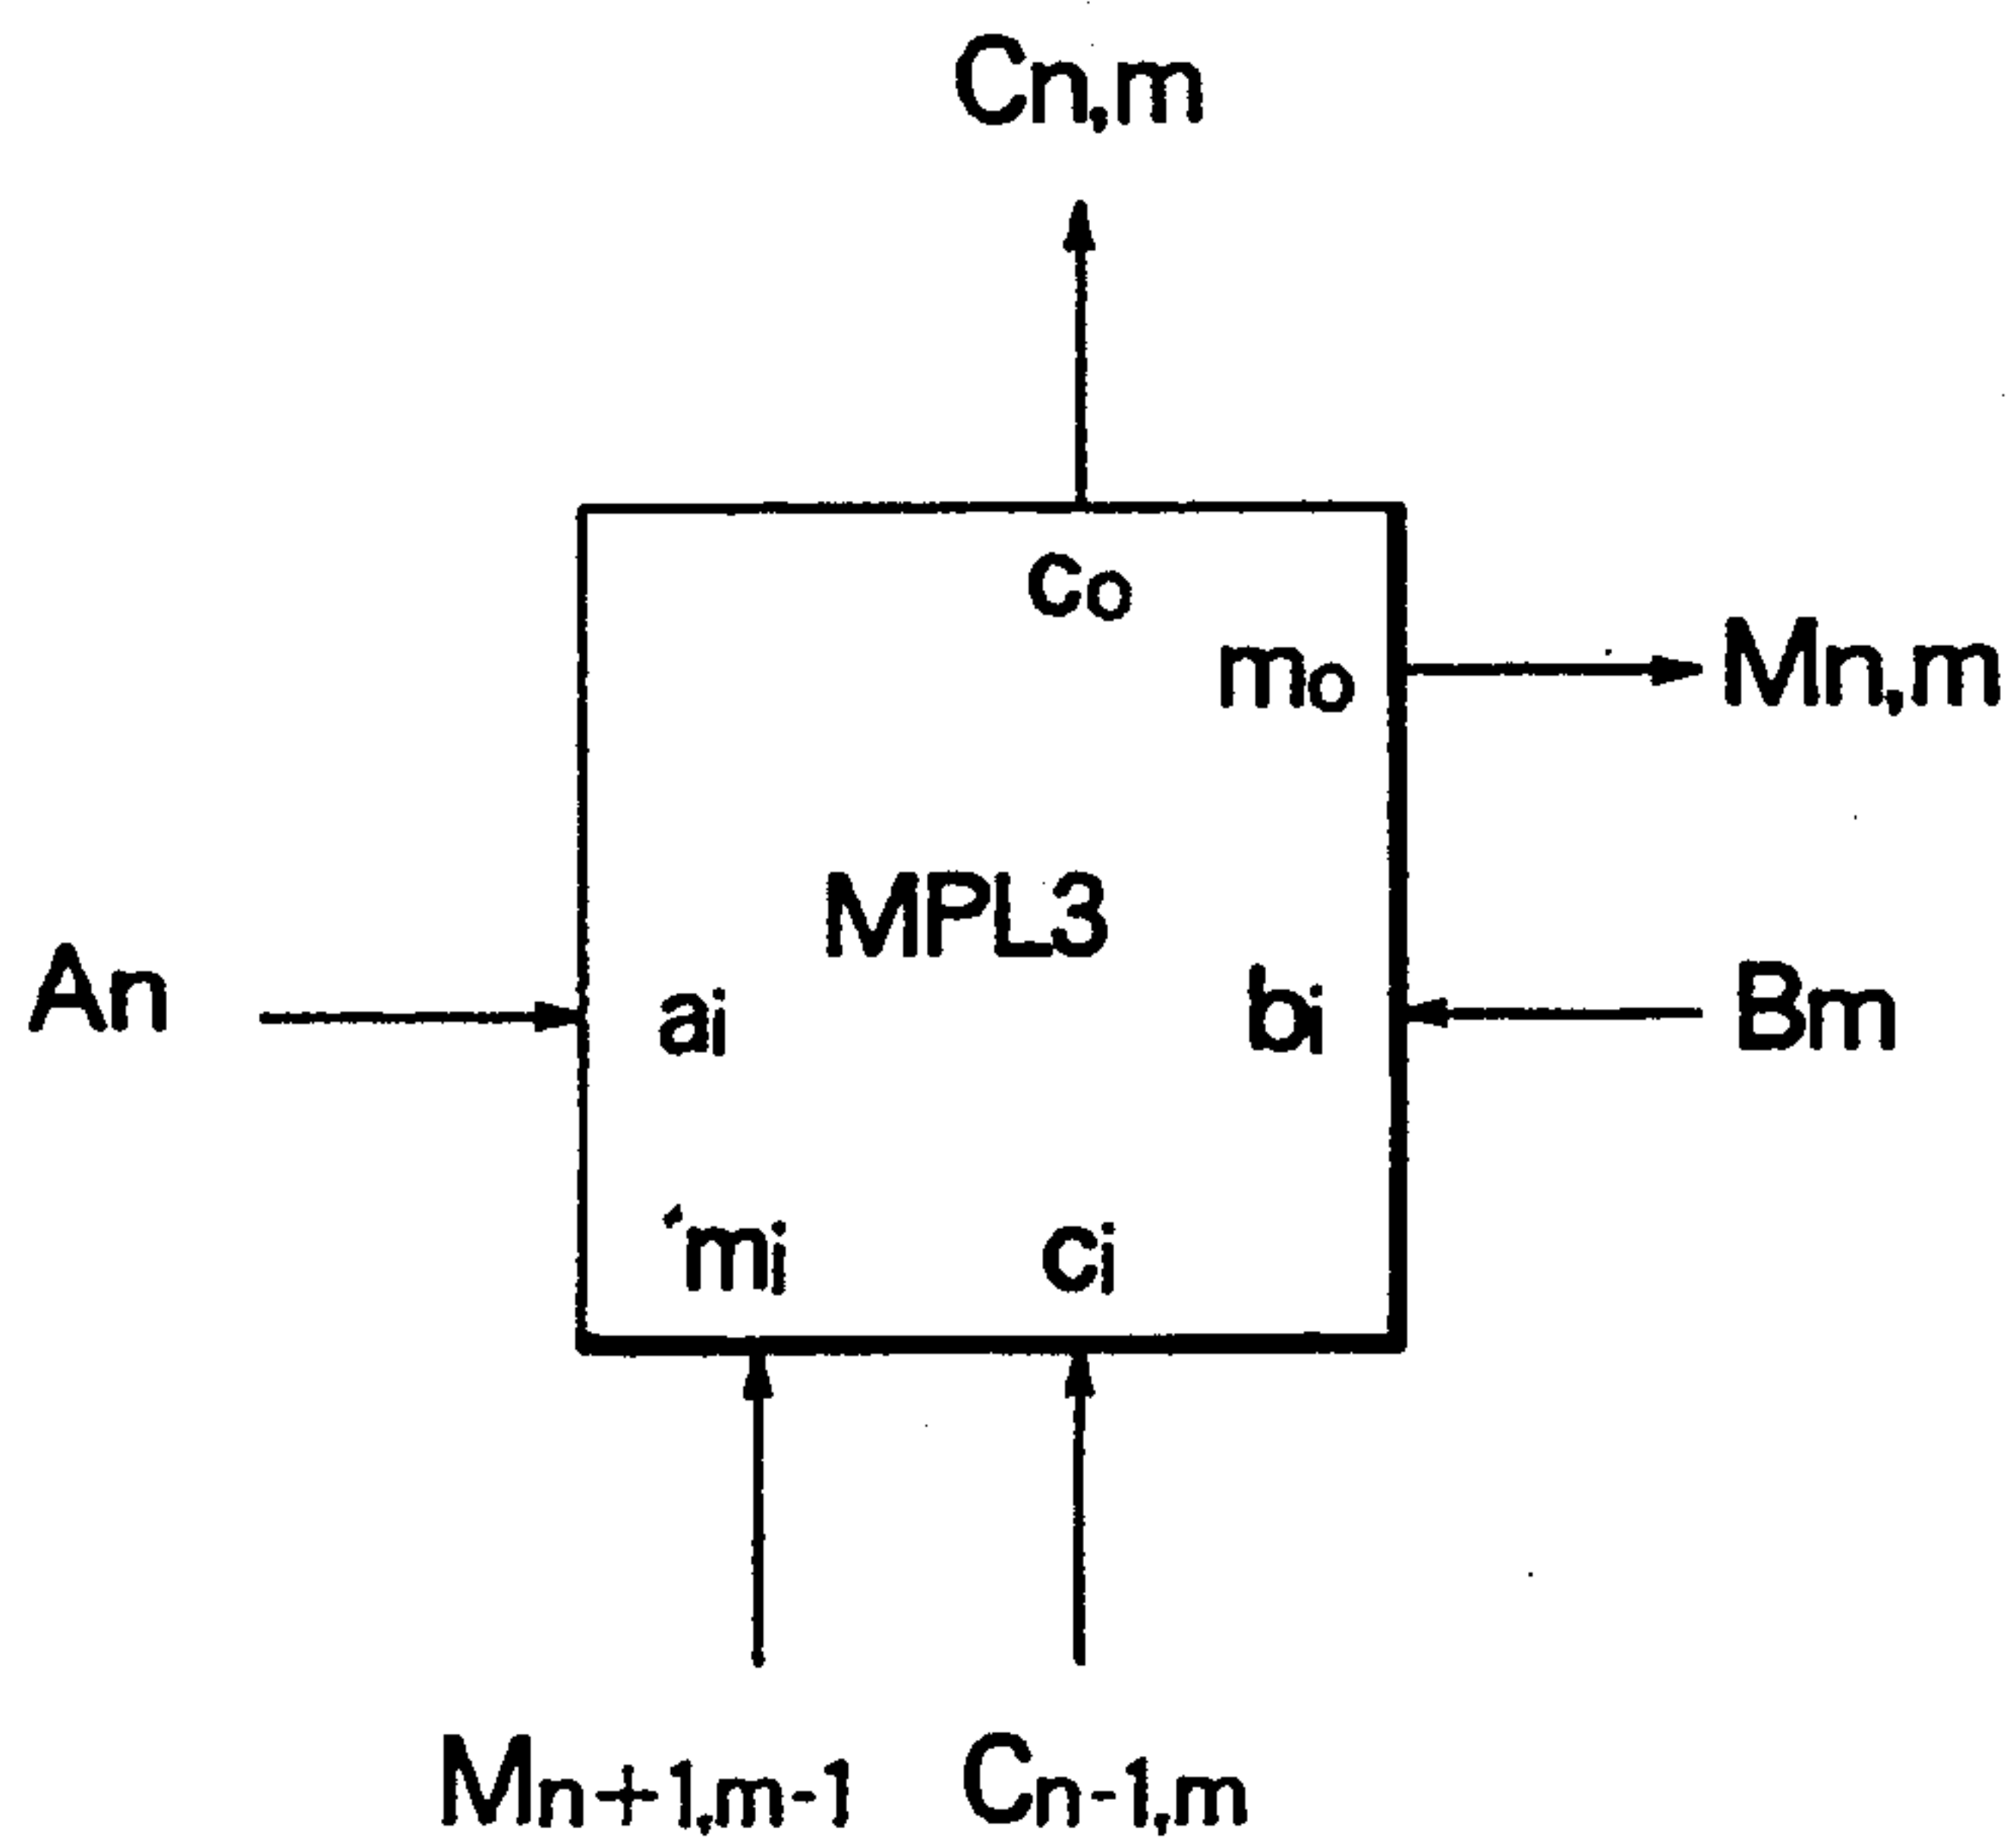 Cn,m
co
mo
Mn,m
MPL3
An
ai
bi
Bm
mi
ci
Mn+1,m-1
Cn-1,m